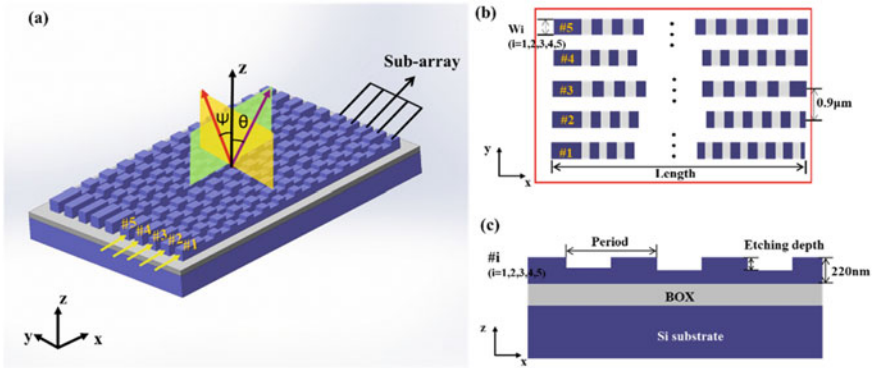 (a)
z
Sub-array
Ψ
θ
#5
#4
#3
#2
#1
z
y
x
(b)
Wi
(i=1,2,3,4,5)
#5
#4
#3
#2
#1
0.9μm
y
x
Length
(c)
#i
(i=1,2,3,4,5)
Period
Etching depth
220nm
BOX
Si substrate
z
x